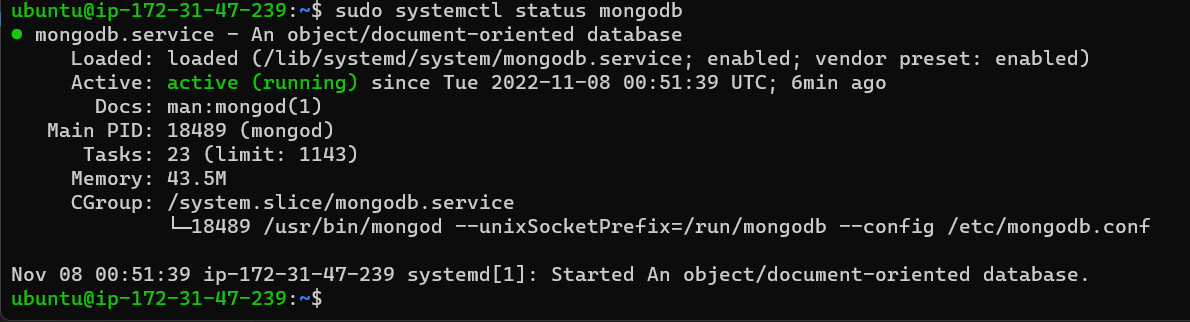 ubuntu@ip-172-31-47-239:~$ sudo systemctl status mongodb
● mongodb.service - An object/document-oriented database
Loaded: loaded (/lib/systemd/system/mongodb.service; enabled; vendor preset: enabled)
Active: active (running) since Tue 2022-11-08 00:51:39 UTC; 6min ago
Docs: man:mongod(1)
Main PID: 18489 (mongod)
Tasks: 23 (limit: 1143)
Memory: 43.5M
CGroup: /system.slice/mongodb.service
└─18489 /usr/bin/mongod --unixSocketPrefix=/run/mongodb --config /etc/mongodb.conf
Nov 08 00:51:39 ip-172-31-47-239 systemd[1]: Started An object/document-oriented database.
ubuntu@ip-172-31-47-239:~$